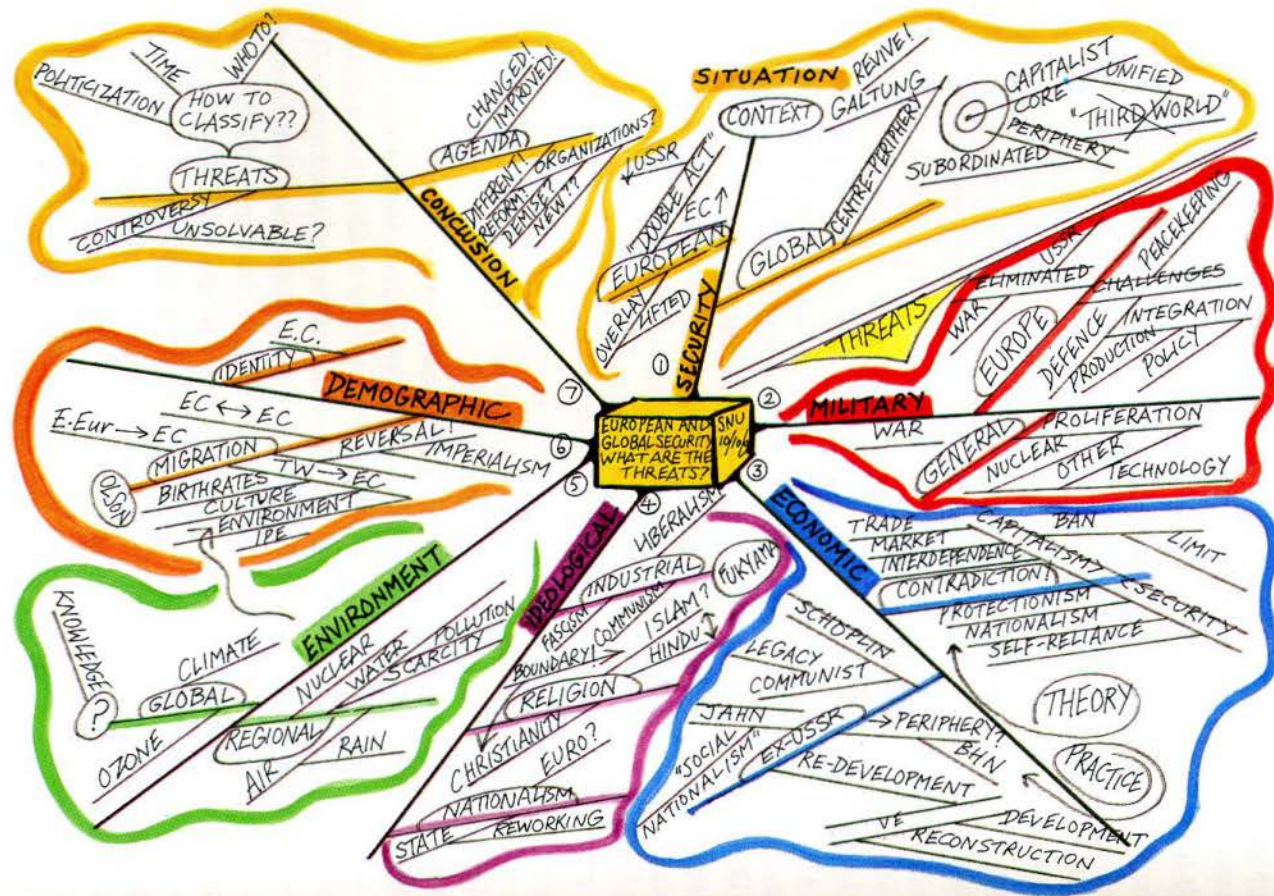 EUROPEAN AND
GLOBAL SECURITY
WHAT ARE THE
THREATS?
SNU
①
SECURITY
SITUATION
CONTEXT
EUROPEAN
↓USSR
"DOUBLE ACT"
EC↑
OVERLAY
LIFTED
GLOBAL
CENTRE-PERIPHERY
GALTUNG
REVIVE!
CAPITALIST
CORE
UNIFIED
"THIRD WORLD"
PERIPHERY
SUBORDINATED
THREATS
②
MILITARY
EUROPE
WAR
ELIMINATED
USSR
CHALLENGES
PEACEKEEPING
DEFENCE
INTEGRATION
PRODUCTION
POLICY
GENERAL
WAR
PROLIFERATION
NUCLEAR
OTHER
TECHNOLOGY
③
ECONOMIC
TRADE
MARKET
INTERDEPENDENCE
CONTRADICTION!
PROTECTIONISM
NATIONALISM
SELF-RELIANCE
CAPITALISM>
<SECURITY
BAN
LIMIT
THEORY
PRACTICE
SCHÖPLIN
LEGACY
COMMUNIST
JAHN
"SOCIAL
NATIONALISM"
EX-USSR
→PERIPHERY?
BHN
RE-DEVELOPMENT
VE
DEVELOPMENT
RECONSTRUCTION
④
IDEOLOGICAL
LIBERALISM
INDUSTRIAL
FUKYAMA
FASCISM
COMMUNISM
BOUNDARY!→
ISLAM?
HINDU
RELIGION
CHRISTIANITY
EURO?
NATIONALISM
STATE
REWORKING
⑤
ENVIRONMENT
KNOWLEDGE
?
CLIMATE
GLOBAL
OZONE
REGIONAL
NUCLEAR
WATER
POLLUTION
SCARCITY
AIR
RAIN
⑥
DEMOGRAPHIC
E.C.
IDENTITY
EC↔EC
E-Eur→EC
MIGRATION
REVERSAL!
IMPERIALISM
TW→EC
NO530
BIRTHRATES
CULTURE
ENVIRONMENT
IPE
⑦
CONCLUSION
AGENDA
CHANGED!
IMPROVED!
ORGANIZATIONS?
DIFFERENT!
REFORM?
DEMISE?
NEW??
THREATS
HOW TO
CLASSIFY??
POLITICIZATION
TIME
WHO TO?
CONTROVERSY
UNSOLVABLE?